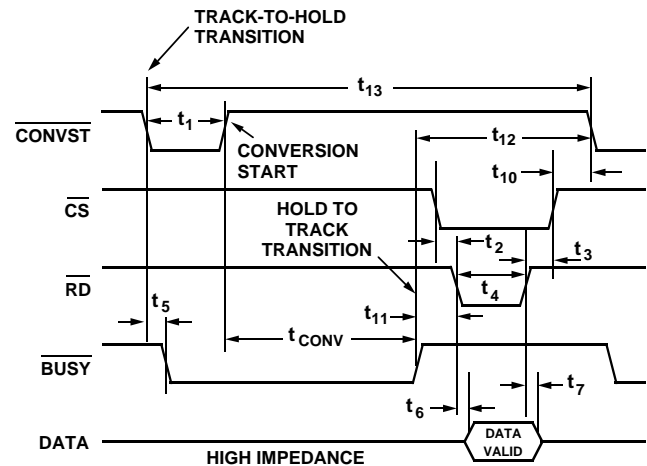 TRACK-TO-HOLD
TRANSITION
t13
CONVST
t1
t12
CONVERSION
START
t10
CS
HOLD TO
TRACK
TRANSITION
t2
t3
RD
t4
t5
t11
tCONV
BUSY
t6
t7
DATA
HIGH IMPEDANCE
DATA
VALID